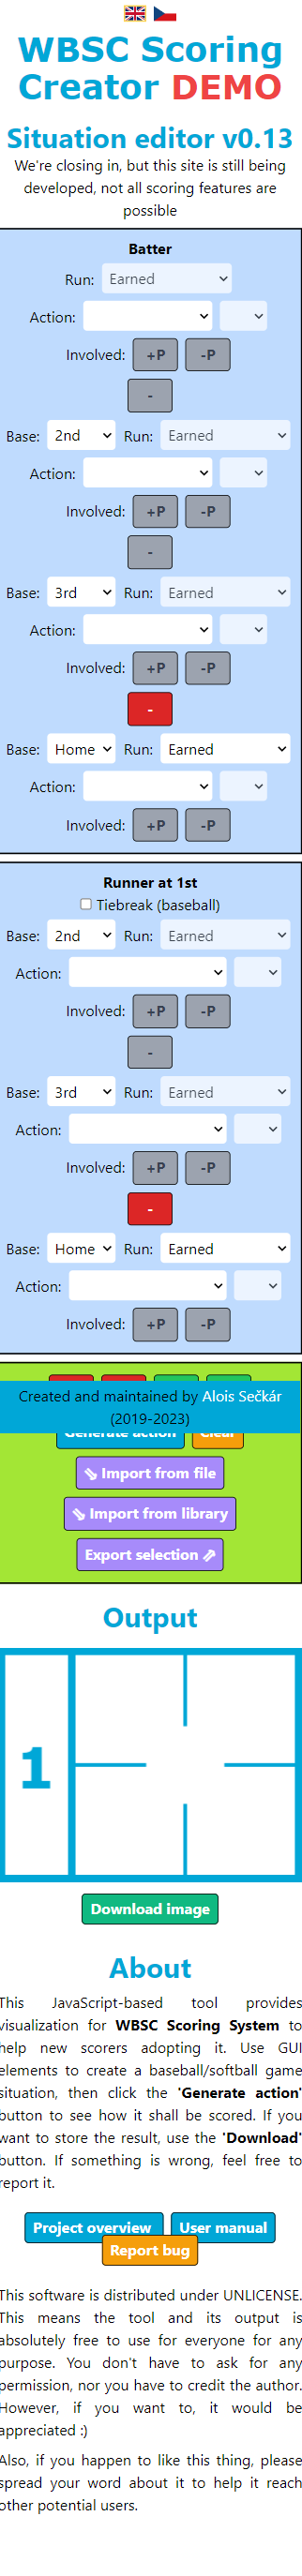 WBSC Scoring
Creator DEMO
Situation editor v0.13
We're closing in, but this site is still being
developed, not all scoring features are
possible
Batter
Run: Earned
Action:
Involved: +P -P
-
Base: 2nd Run: Earned
Action:
Involved: +P -P
-
Base: 3rd Run: Earned
Action:
Involved: +P -P
-
Base: Home Run: Earned
Action:
Involved: +P -P
Runner at 1st
Tiebreak (baseball)
Base: 2nd Run: Earned
Action:
Involved: +P -P
-
Base: 3rd Run: Earned
Action:
Involved: +P -P
-
Base: Home Run: Earned
Action:
Involved: +P -P
Created and maintained by Alois Sečkár
(2019-2023)
Generate action Clear
⇘ Import from file
⇘ Import from library
Export selection ⇗
Output
1
Download image
About
This JavaScript-based tool provides
visualization for WBSC Scoring System to
help new scorers adopting it. Use GUI
elements to create a baseball/softball game
situation, then click the 'Generate action'
button to see how it shall be scored. If you
want to store the result, use the 'Download'
button. If something is wrong, feel free to
report it.
Project overview User manual
Report bug
This software is distributed under UNLICENSE.
This means the tool and its output is
absolutely free to use for everyone for any
purpose. You don't have to ask for any
permission, nor you have to credit the author.
However, if you want to, it would be
appreciated :)
Also, if you happen to like this thing, please
spread your word about it to help it reach
other potential users.